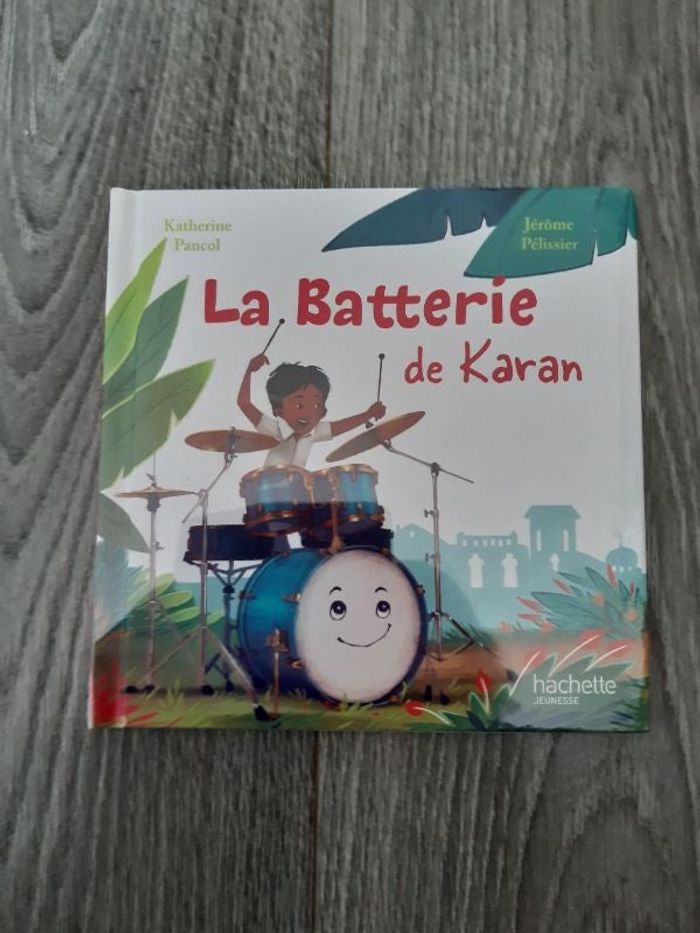 Katherine
Pancol
Jérôme
Pélissier
La Batterie
de Karan
hachette
JEUNESSE